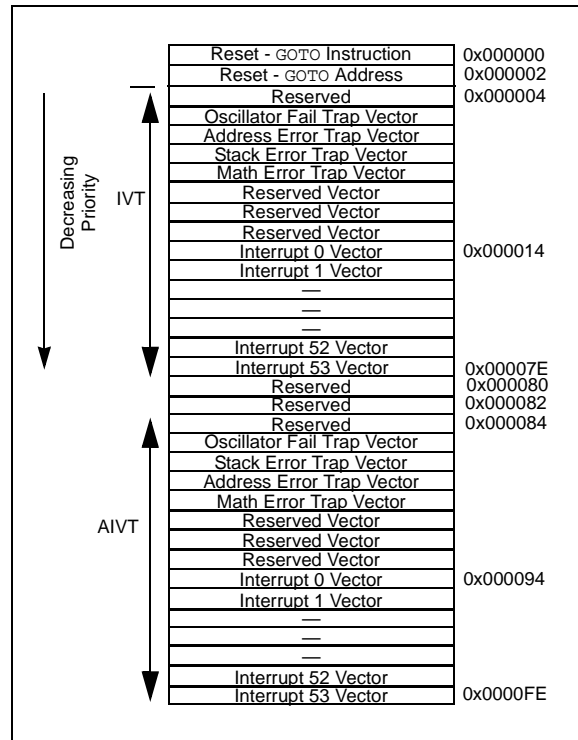 Reset - GOTO Instruction 0x000000
Reset - GOTO Address 0x000002
Reserved 0x000004
Oscillator Fail Trap Vector
Address Error Trap Vector
Stack Error Trap Vector
Math Error Trap Vector
Reserved Vector
Reserved Vector
Reserved Vector
Interrupt 0 Vector 0x000014
Interrupt 1 Vector
—
—
—
Interrupt 52 Vector
Interrupt 53 Vector 0x00007E
Reserved 0x000080
Reserved 0x000082
Reserved 0x000084
Oscillator Fail Trap Vector
Stack Error Trap Vector
Address Error Trap Vector
Math Error Trap Vector
Reserved Vector
Reserved Vector
Reserved Vector
Interrupt 0 Vector 0x000094
Interrupt 1 Vector
—
—
—
Interrupt 52 Vector
Interrupt 53 Vector 0x0000FE
Decreasing
Priority
IVT
AIVT